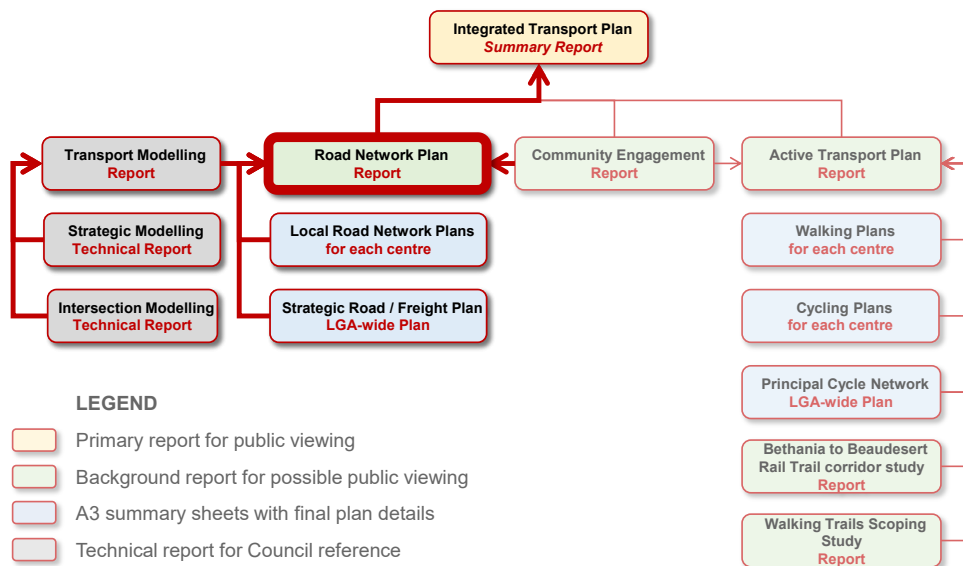 Integrated Transport Plan
Summary Report
Transport Modelling
Report
Road Network Plan
Report
Community Engagement
Report
Active Transport Plan
Report
Strategic Modelling
Technical Report
Local Road Network Plans
for each centre
Walking Plans
for each centre
Intersection Modelling
Technical Report
Strategic Road / Freight Plan
LGA-wide Plan
Cycling Plans
for each centre
Principal Cycle Network
LGA-wide Plan
Bethania to Beaudesert
Rail Trail corridor study
Report
Walking Trails Scoping
Study
Report
LEGEND
Primary report for public viewing
Background report for possible public viewing
A3 summary sheets with final plan details
Technical report for Council reference